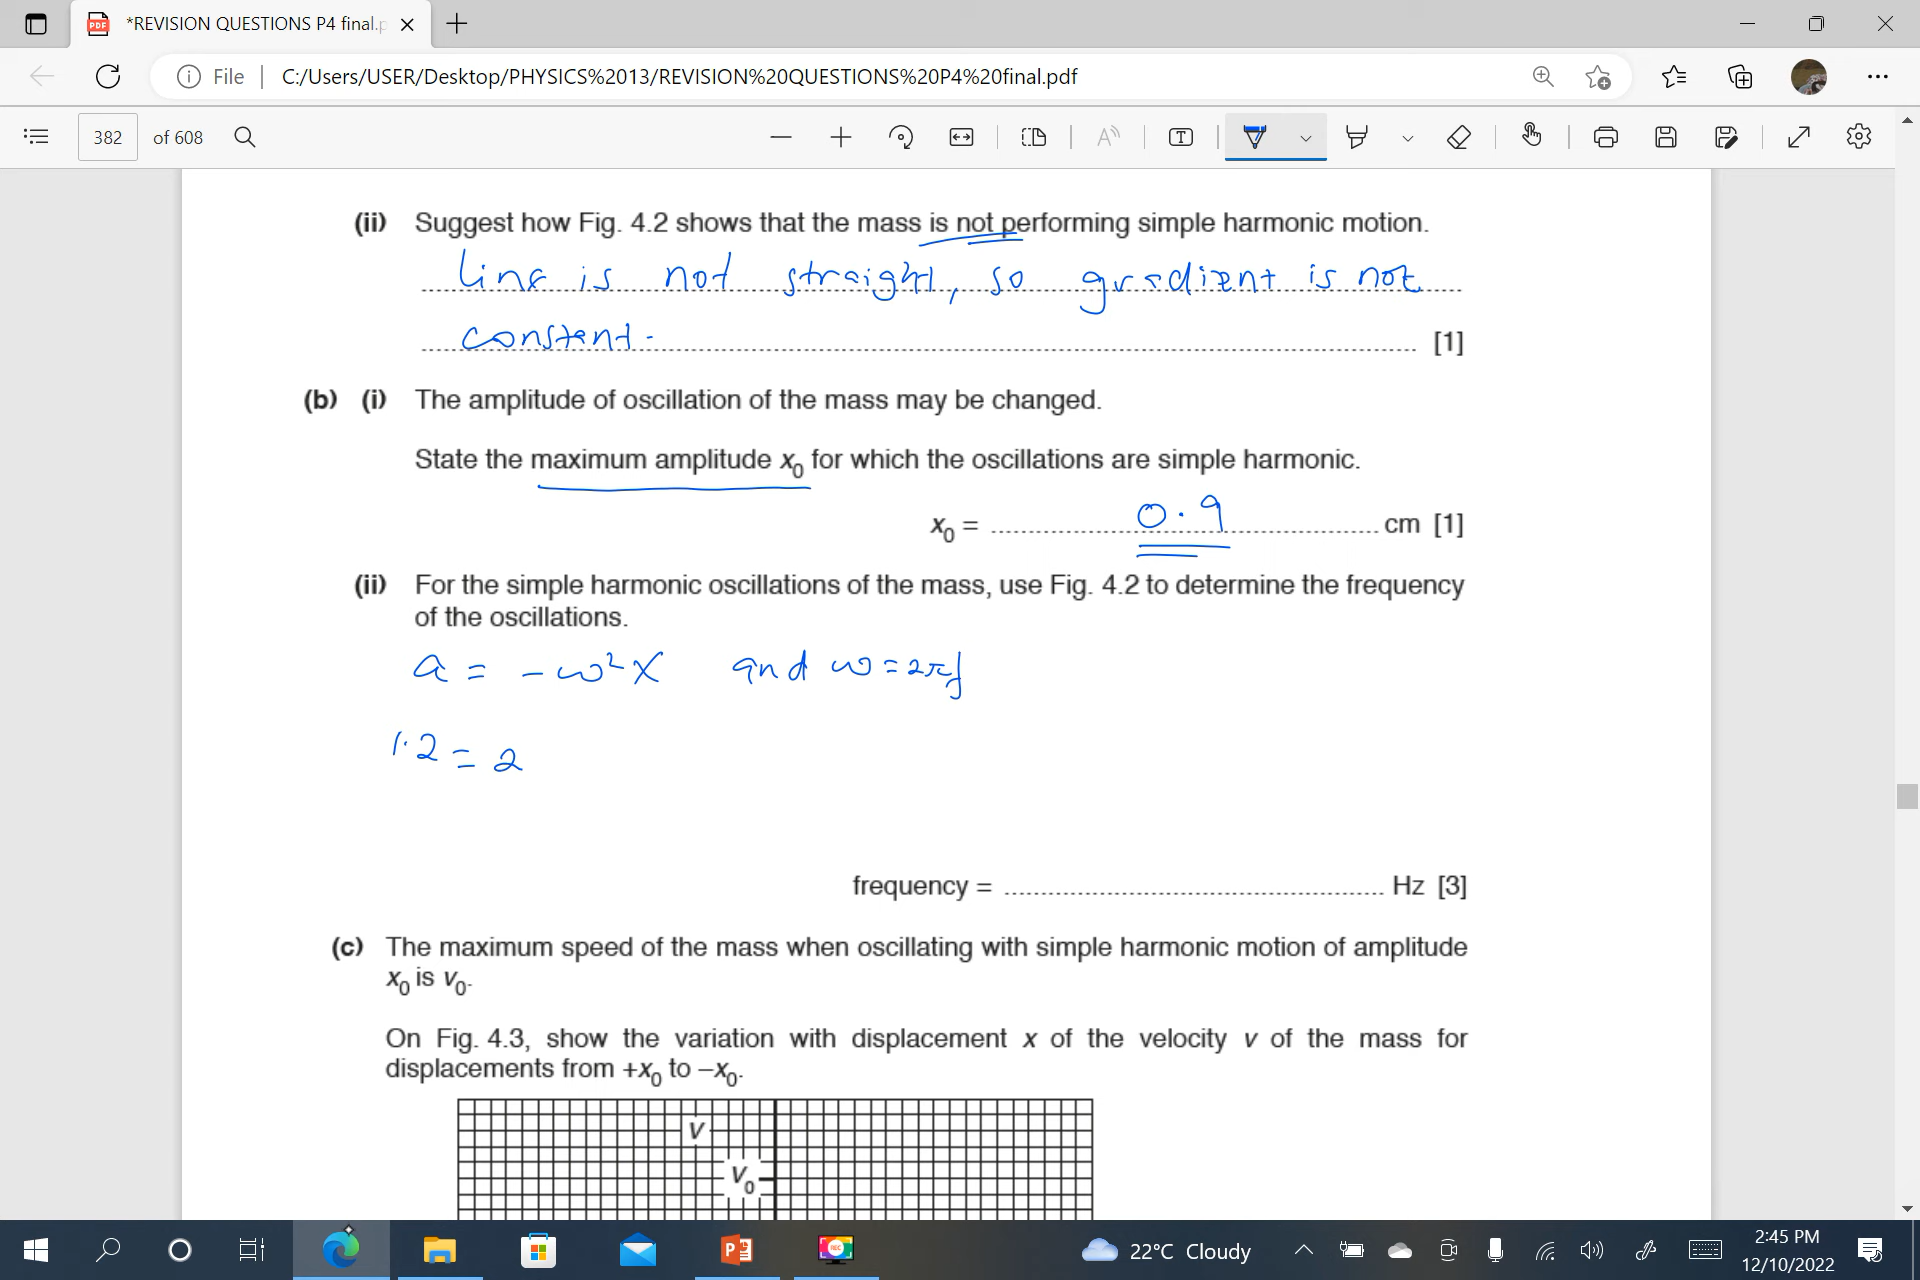 *REVISION QUESTIONS P4 final.p
File C:/Users/USER/Desktop/PHYSICS%2013/REVISION%20QUESTIONS%20P4%20final.pdf
382 of 608
(ii) Suggest how Fig. 4.2 shows that the mass is not performing simple harmonic motion.
line is not straight, so gradient is not
constant.
[1]
(b) (i) The amplitude of oscillation of the mass may be changed.
State the maximum amplitude x₀ for which the oscillations are simple harmonic.
x₀ = 0.9 cm [1]
(ii) For the simple harmonic oscillations of the mass, use Fig. 4.2 to determine the frequency
of the oscillations.
a = -ω²x and ω=2πf
1.2 = 2
frequency = Hz [3]
(c) The maximum speed of the mass when oscillating with simple harmonic motion of amplitude
x₀ is v₀.
On Fig. 4.3, show the variation with displacement x of the velocity v of the mass for
displacements from +x₀ to –x₀.
v
v₀
22°C Cloudy
2:45 PM
12/10/2022